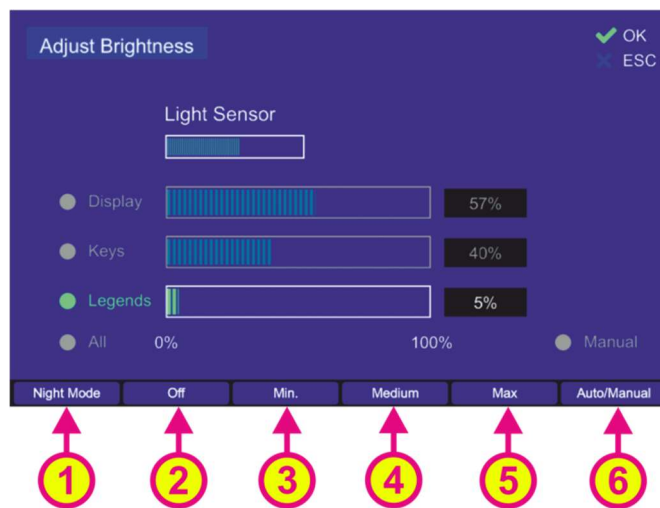 Adjust Brightness
OK
ESC
Light Sensor
Display 57%
Keys 40%
Legends 5%
All 0% 100% Manual
Night Mode Off Min. Medium Max Auto/Manual
1 2 3 4 5 6